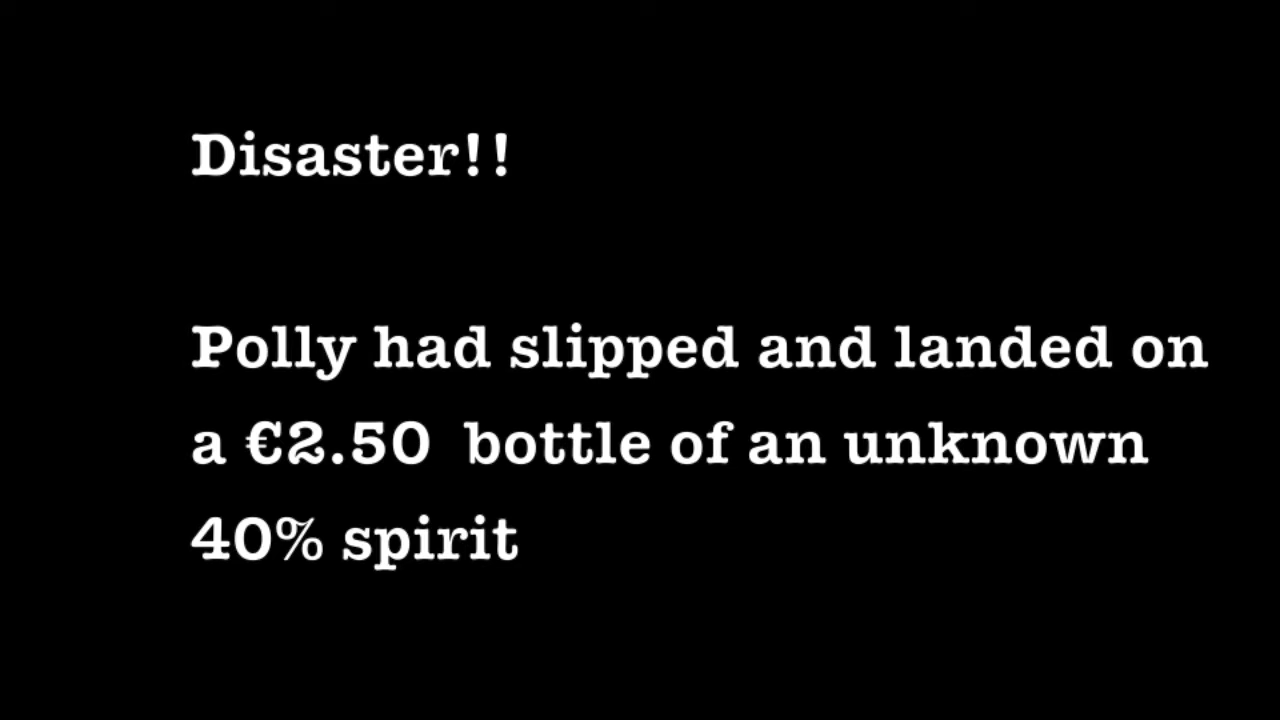 Disaster!!
Polly had slipped and landed on
a €2.50 bottle of an unknown
40% spirit